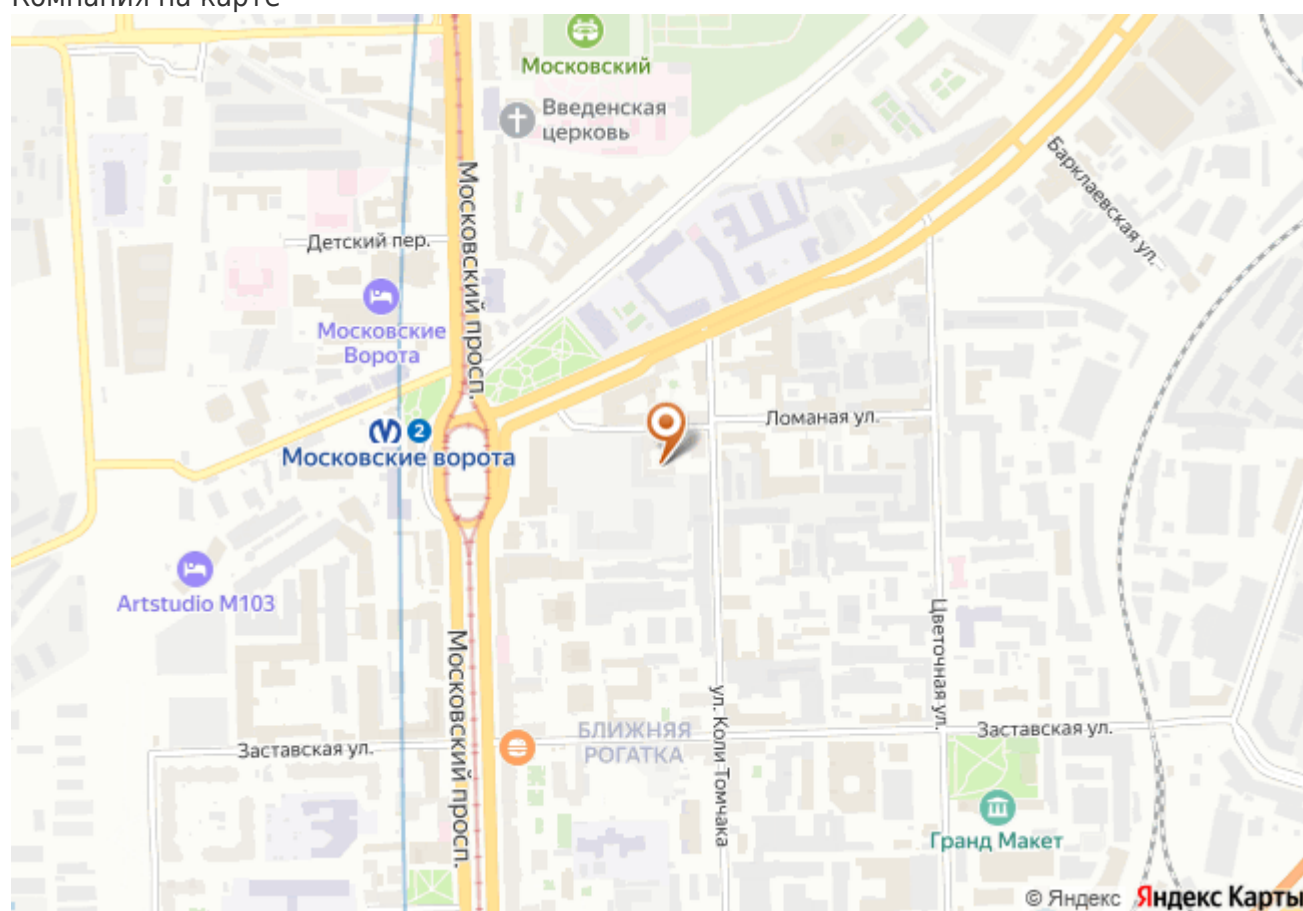 Компания на карте
Московский
Введенская
церковь
Барклаевская ул.
Московский просп.
Детский пер.
Московские
Ворота
Ломаная ул.
2
Московские ворота
Artstudio M103
Цветочная ул.
Московский просп.
ул. Коли Томчака
БЛИЖНЯЯ
РОГАТКА
Заставская ул.
Заставская ул.
Гранд Макет
© Яндекс Яндекс Карты